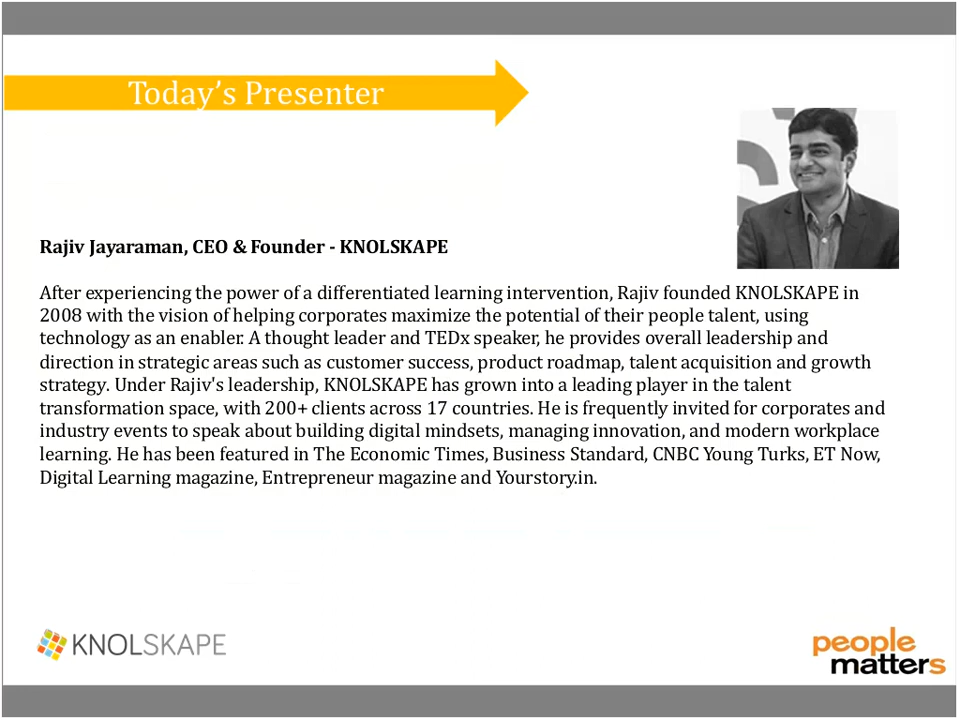 Today's Presenter
Rajiv Jayaraman, CEO & Founder - KNOLSKAPE
After experiencing the power of a differentiated learning intervention, Rajiv founded KNOLSKAPE in
2008 with the vision of helping corporates maximize the potential of their people talent, using
technology as an enabler. A thought leader and TEDx speaker, he provides overall leadership and
direction in strategic areas such as customer success, product roadmap, talent acquisition and growth
strategy. Under Rajiv's leadership, KNOLSKAPE has grown into a leading player in the talent
transformation space, with 200+ clients across 17 countries. He is frequently invited for corporates and
industry events to speak about building digital mindsets, managing innovation, and modern workplace
learning. He has been featured in The Economic Times, Business Standard, CNBC Young Turks, ET Now,
Digital Learning magazine, Entrepreneur magazine and Yourstory.in.
KNOLSKAPE
people
matters